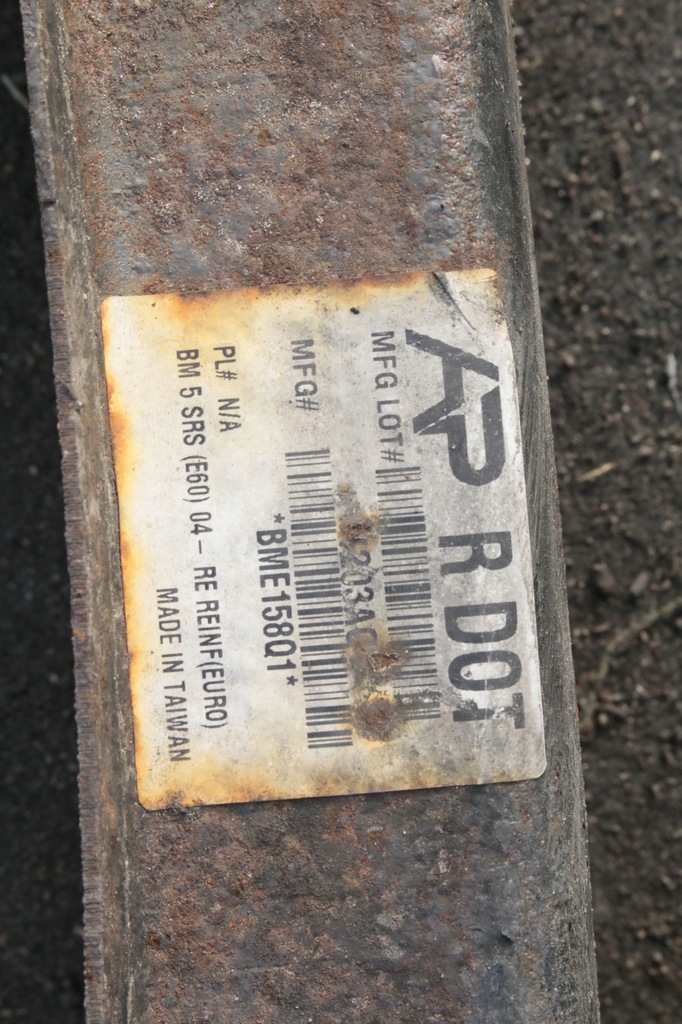 AP R DOT
MFG LOT#
MFG#
*BME158Q1*
PL# N/A
BM 5 SRS (E60) 04 - RE REINF(EURO)
MADE IN TAIWAN